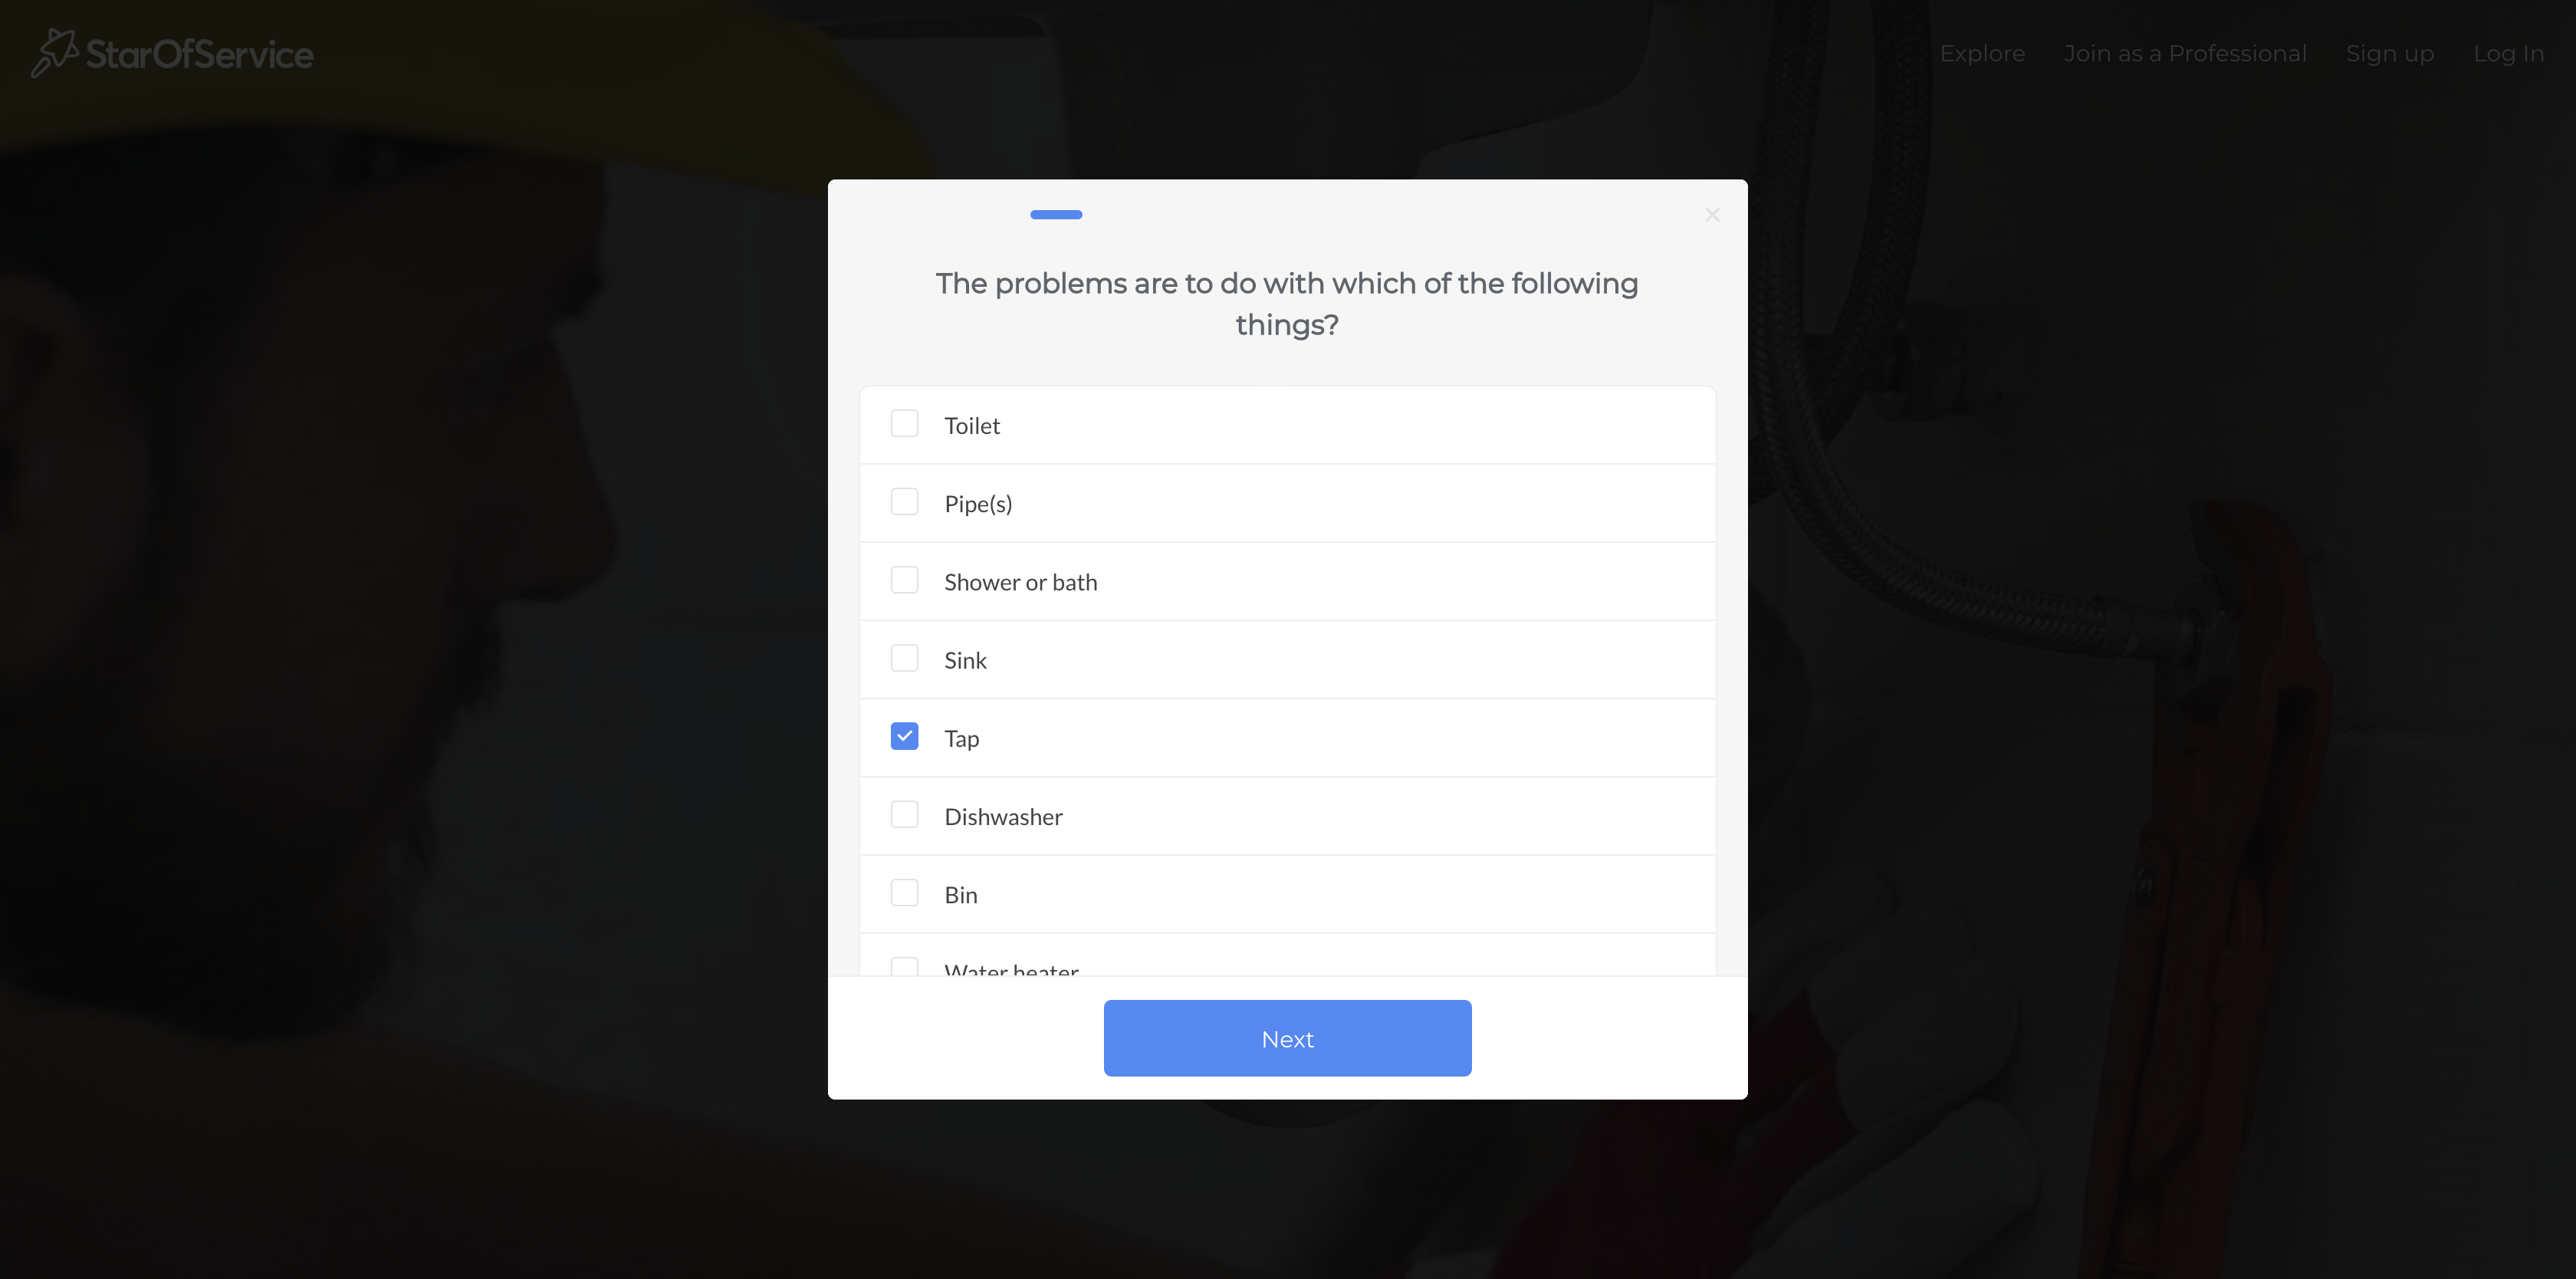 StarOfService
Explore
Join as a Professional
Sign up
Log In
The problems are to do with which of the following
things?
Toilet
Pipe(s)
Shower or bath
Sink
Tap
Dishwasher
Bin
Water heater
Next